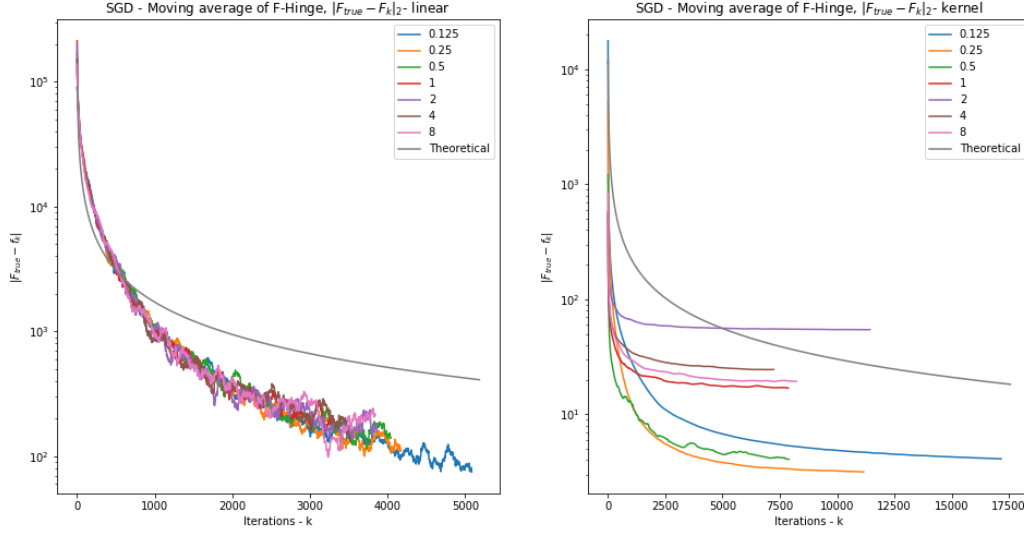 SGD - Moving average of F-Hinge, |F_true − F_k|_2- linear
10^5
10^4
10^3
10^2
|F_true − f_k|
0 1000 2000 3000 4000 5000
Iterations - k
0.125
0.25
0.5
1
2
4
8
Theoretical
SGD - Moving average of F-Hinge, |F_true − F_k|_2- kernel
10^4
10^3
10^2
10^1
|F_true − f_k|
0 2500 5000 7500 10000 12500 15000 17500
Iterations - k
0.125
0.25
0.5
1
2
4
8
Theoretical